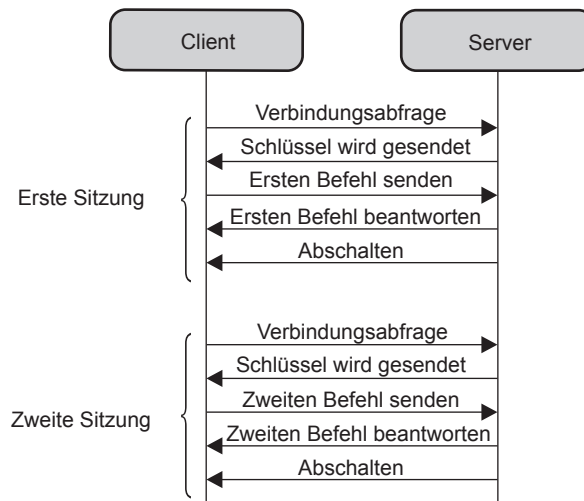 Client
Server
Verbindungsabfrage
Schlüssel wird gesendet
Ersten Befehl senden
Erste Sitzung
Ersten Befehl beantworten
Abschalten
Verbindungsabfrage
Schlüssel wird gesendet
Zweiten Befehl senden
Zweite Sitzung
Zweiten Befehl beantworten
Abschalten